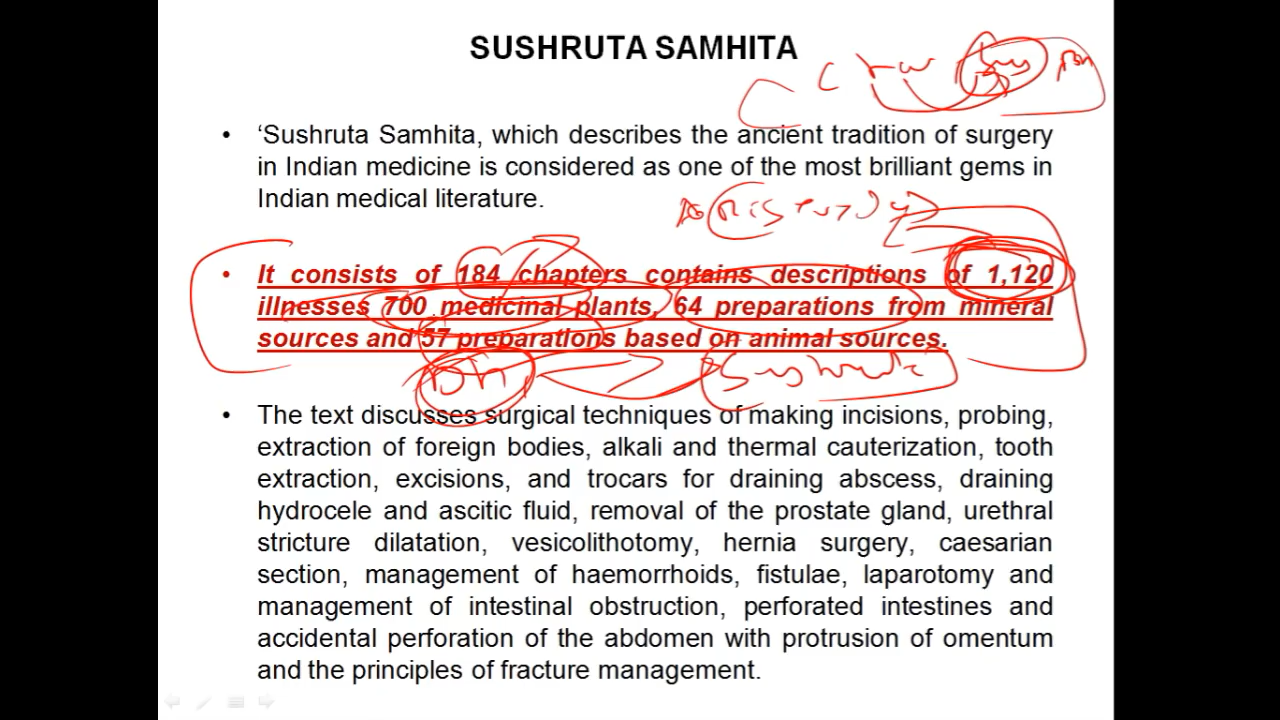 SUSHRUTA SAMHITA
• ‘Sushruta Samhita, which describes the ancient tradition of surgery
in Indian medicine is considered as one of the most brilliant gems in
Indian medical literature.
• It consists of 184 chapters contains descriptions of 1,120
illnesses 700 medicinal plants, 64 preparations from mineral
sources and 57 preparations based on animal sources.
Dh Sushruta
• The text discusses surgical techniques of making incisions, probing,
extraction of foreign bodies, alkali and thermal cauterization, tooth
extraction, excisions, and trocars for draining abscess, draining
hydrocele and ascitic fluid, removal of the prostate gland, urethral
stricture dilatation, vesicolithotomy, hernia surgery, caesarian
section, management of haemorrhoids, fistulae, laparotomy and
management of intestinal obstruction, perforated intestines and
accidental perforation of the abdomen with protrusion of omentum
and the principles of fracture management.